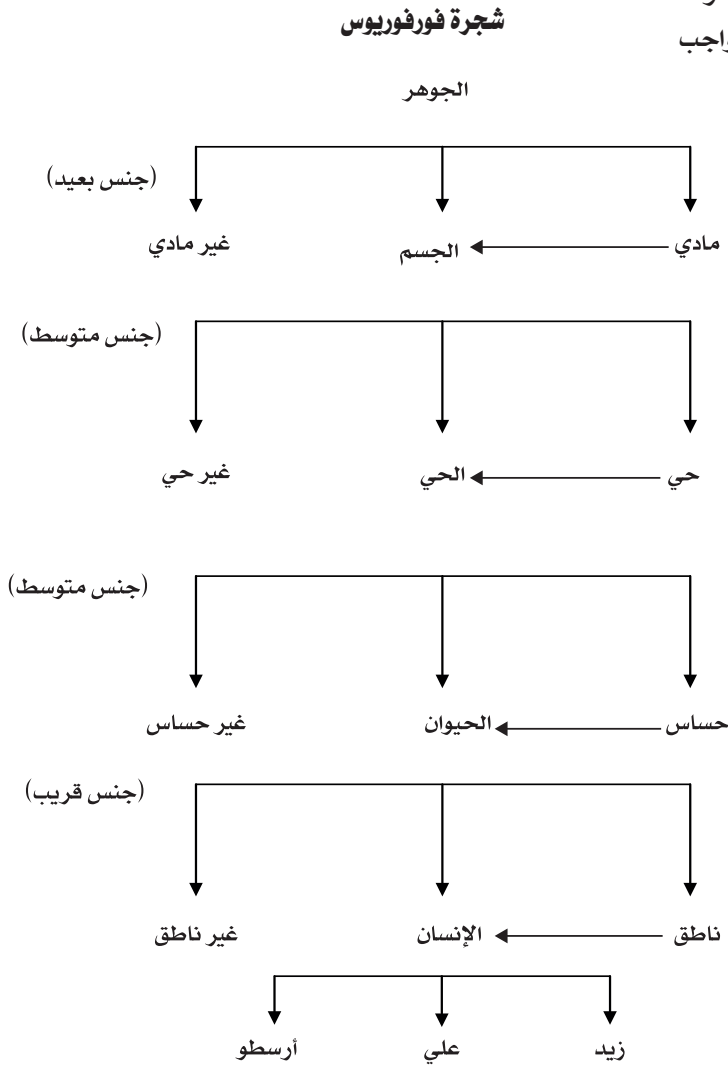 واجب
شجرة فورفوريوس
الجوهر
(جنس بعيد)
مادي الجسم غير مادي
(جنس متوسط)
حي الحي غير حي
(جنس متوسط)
حساس الحيوان غير حساس
(جنس قريب)
ناطق الإنسان غير ناطق
زيد علي أرسطو